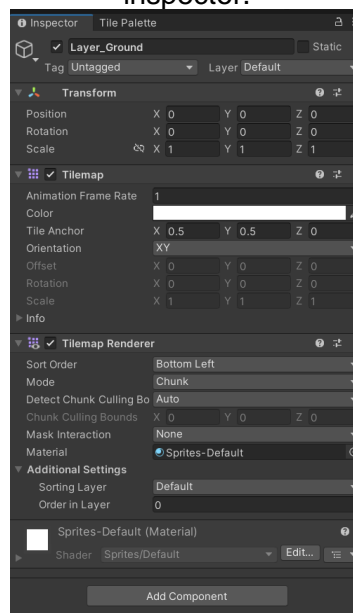 Inspector.
Inspector Tile Palette
Layer_Ground Static
Tag Untagged Layer Default
Transform
Position X 0 Y 0 Z 0
Rotation X 0 Y 0 Z 0
Scale X 1 Y 1 Z 1
Tilemap
Animation Frame Rate 1
Color
Tile Anchor X 0.5 Y 0.5 Z 0
Orientation XY
Offset X 0 Y 0 Z 0
Rotation X 0 Y 0 Z 0
Scale X 1 Y 1 Z 1
Info
Tilemap Renderer
Sort Order Bottom Left
Mode Chunk
Detect Chunk Culling Bo Auto
Chunk Culling Bounds X 0 Y 0 Z 0
Mask Interaction None
Material Sprites-Default
Additional Settings
Sorting Layer Default
Order in Layer 0
Sprites-Default (Material)
Shader Sprites/Default Edit...
Add Component